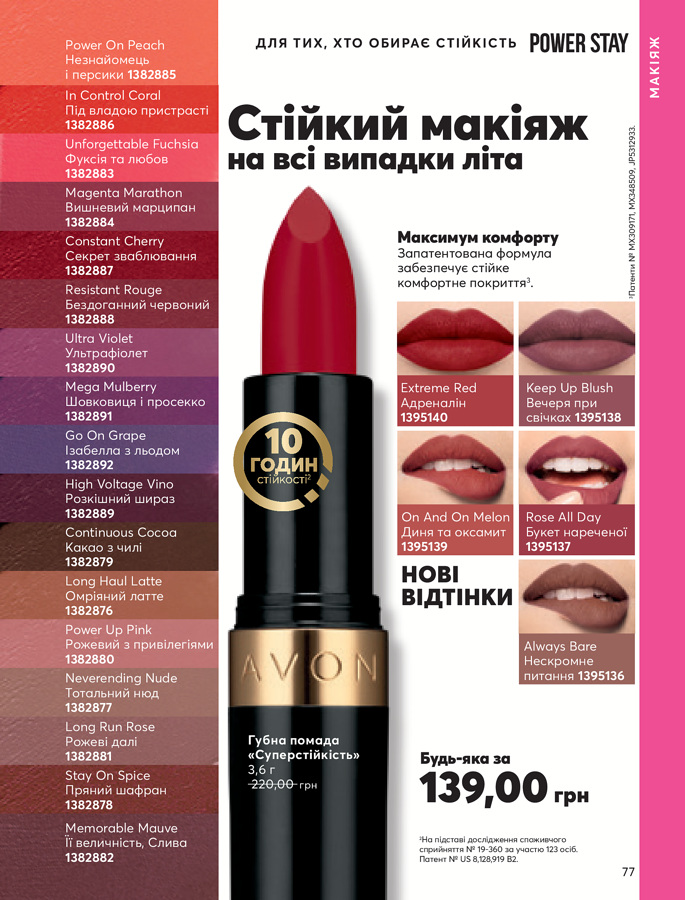 Power On Peach
Незнайомець
і персики 1382885
In Control Coral
Під владою пристрасті
1382886
Unforgettable Fuchsia
Фуксія та любов
1382883
Magenta Marathon
Вишневий марципан
1382884
Constant Cherry
Секрет зваблювання
1382887
Resistant Rouge
Бездоганний червоний
1382888
Ultra Violet
Ультрафіолет
1382890
Mega Mulberry
Шовковиця і просекко
1382891
Go On Grape
Ізабелла з льодом
1382892
High Voltage Vino
Розкішний шираз
1382889
Continuous Cocoa
Какао з чилі
1382879
Long Haul Latte
Омріяний латте
1382876
Power Up Pink
Рожевий з привілегіями
1382880
Neverending Nude
Тотальний нюд
1382877
Long Run Rose
Рожеві далі
1382881
Stay On Spice
Пряний шафран
1382878
Memorable Mauve
Її величність, Слива
1382882
ДЛЯ ТИХ, ХТО ОБИРАЄ СТІЙКІСТЬ POWER STAY
МАКІЯЖ
Стійкий макіяж
на всі випадки літа
Максимум комфорту
Запатентована формула
забезпечує стійке
комфортне покриття³.
³Патенти № MX309171, MX348509, JP5312933.
10
ГОДИН
СТІЙКОСТІ²
Extreme Red
Адреналін
1395140
Keep Up Blush
Вечеря при
свічках 1395138
On And On Melon
Диня та оксамит
1395139
Rose All Day
Букет нареченої
1395137
НОВІ
ВІДТІНКИ
Always Bare
Нескромне
питання 1395136
AVON
Губна помада
«Суперстійкість»
3,6 г
220,00 грн
Будь-яка за
139,00 грн
²На підставі дослідження споживчого
сприйняття № 19-360 за участю 123 осіб.
Патент № US 8,128,919 B2.
77